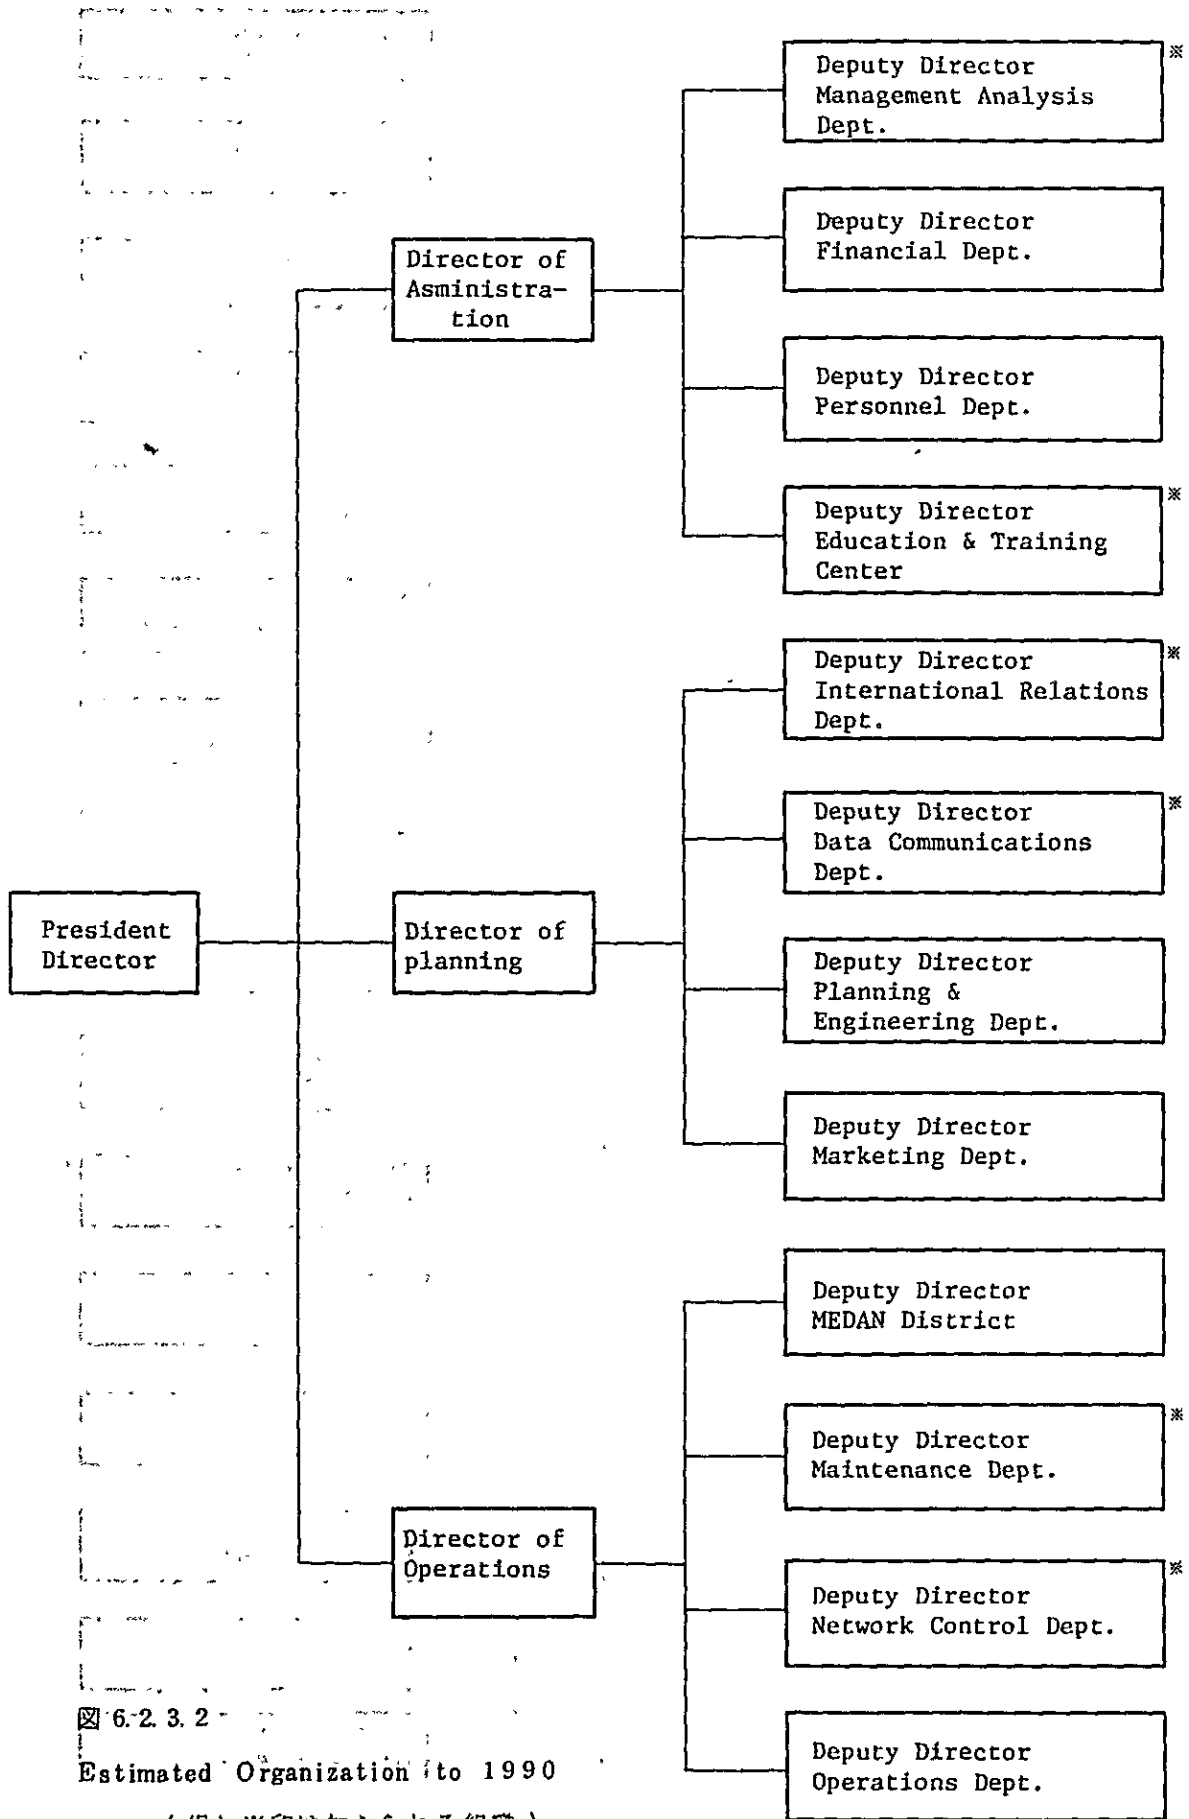 Deputy Director
Management Analysis
Dept.
※
Deputy Director
Financial Dept.
Director of
Asministra-
tion
Deputy Director
Personnel Dept.
Deputy Director
Education & Training
Center
※
Deputy Director
International Relations
Dept.
※
Deputy Director
Data Communications
Dept.
※
President
Director
Director of
planning
Deputy Director
Planning &
Engineering Dept.
Deputy Director
Marketing Dept.
Deputy Director
MEDAN District
Deputy Director
Maintenance Dept.
※
Director of
Operations
Deputy Director
Network Control Dept.
※
Deputy Director
Operations Dept.
図 6.2.3.2
Estimated Organization to 1990